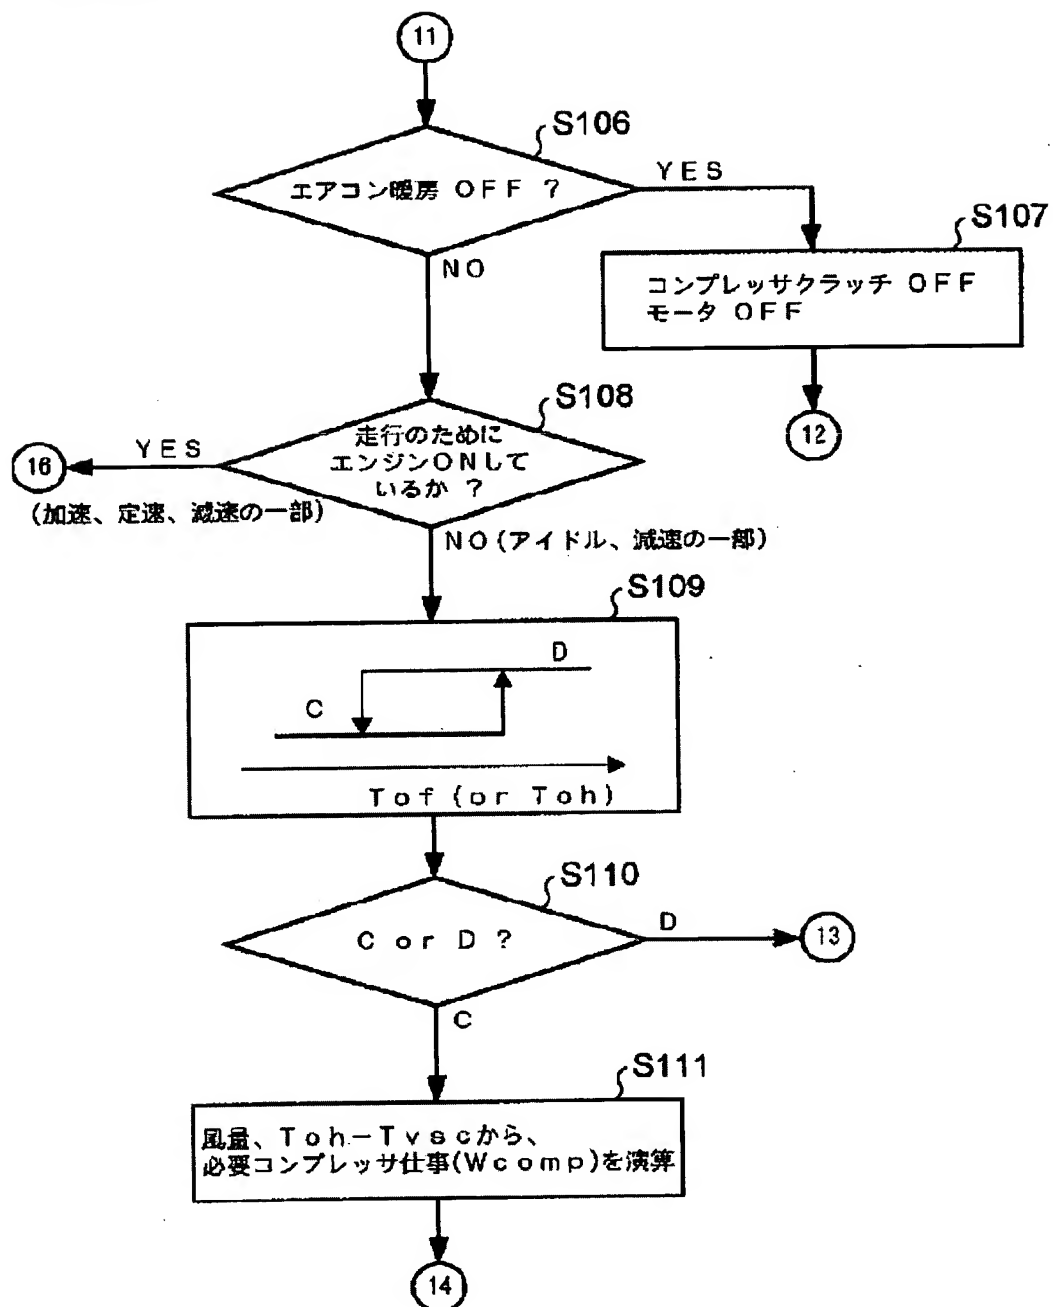 11
S106
エアコン暖房 OFF ?
YES
S107
コンプレッサクラッチ OFF
モータ OFF
NO
12
S108
走行のために
エンジンONして
いるか ?
YES
16
(加速、定速、減速の一部)
NO(アイドル、減速の一部)
S109
D
C
Tof(or Toh)
S110
C or D ?
D
13
C
S111
風量、Toh-Tvscから、
必要コンプレッサ仕事(Wcomp)を演算
14